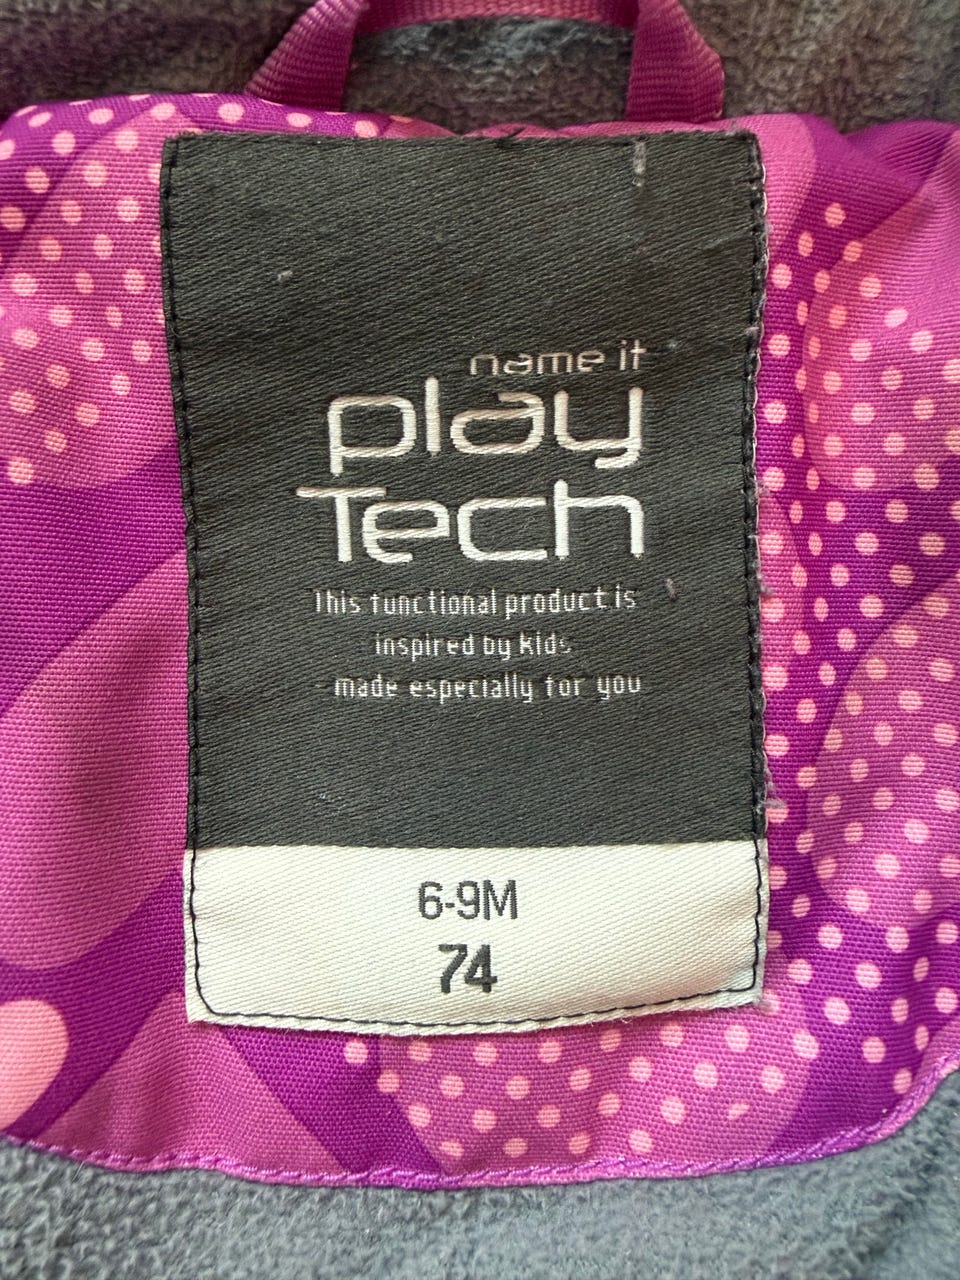 name it
play
Tech
This functional product is
inspired by kids
- made especially for you
6-9M
74